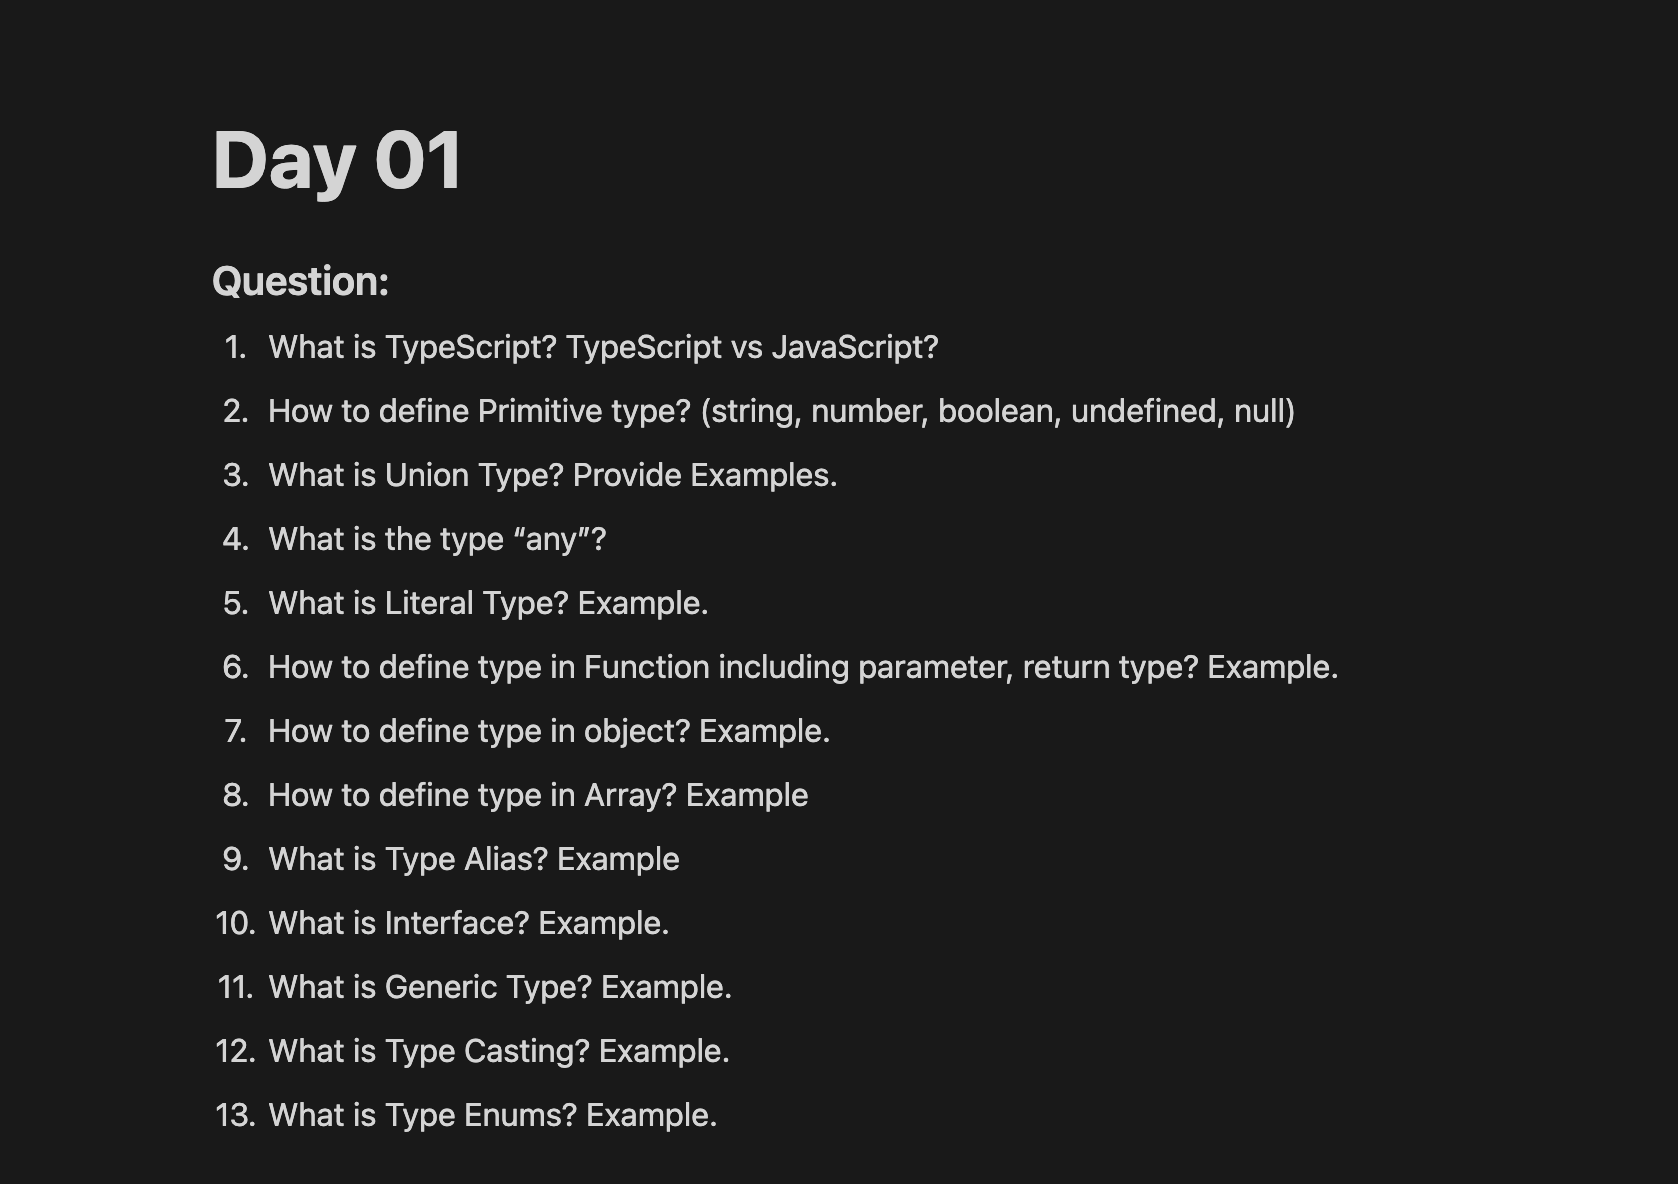 Day 01
Question:
1. What is TypeScript? TypeScript vs JavaScript?
2. How to define Primitive type? (string, number, boolean, undefined, null)
3. What is Union Type? Provide Examples.
4. What is the type “any”?
5. What is Literal Type? Example.
6. How to define type in Function including parameter, return type? Example.
7. How to define type in object? Example.
8. How to define type in Array? Example
9. What is Type Alias? Example
10. What is Interface? Example.
11. What is Generic Type? Example.
12. What is Type Casting? Example.
13. What is Type Enums? Example.